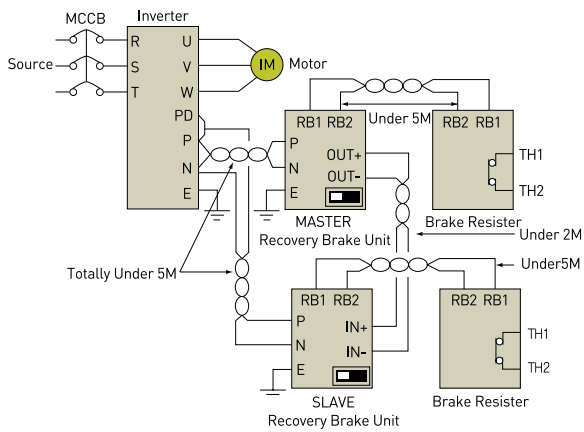 MCCB
Inverter
Source
R
S
T
U
V
W
IM
Motor
PD
P
N
E
RB1 RB2
Under 5M
RB2 RB1
P
N
E
OUT+
OUT-
TH1
TH2
MASTER
Recovery Brake Unit
Brake Resister
Under 2M
Totally Under 5M
Under5M
RB1 RB2
RB2 RB1
P
N
E
IN+
IN-
TH1
TH2
SLAVE
Recovery Brake Unit
Brake Resister